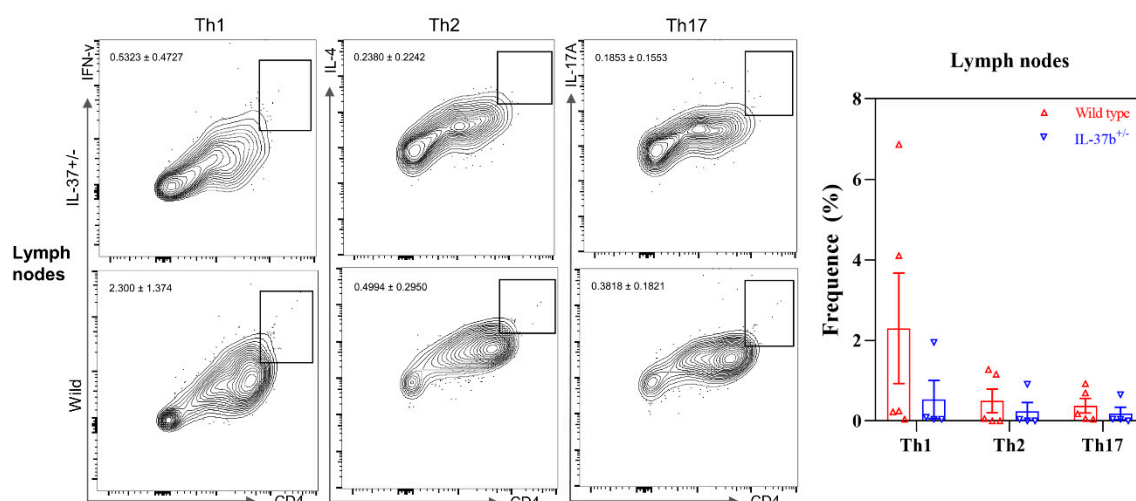 Th1
Th2
Th17
IFN-γ
IL-4
IL-17A
0.5323 ± 0.4727
0.2380 ± 0.2242
0.1853 ± 0.1553
IL-37+/-
Lymph
nodes
2.300 ± 1.374
0.4994 ± 0.2950
0.3818 ± 0.1821
Wild
CD4
CD4
CD4
Lymph nodes
8
6
4
2
0
Frequence (%)
Wild type
IL-37b+/-
Th1
Th2
Th17